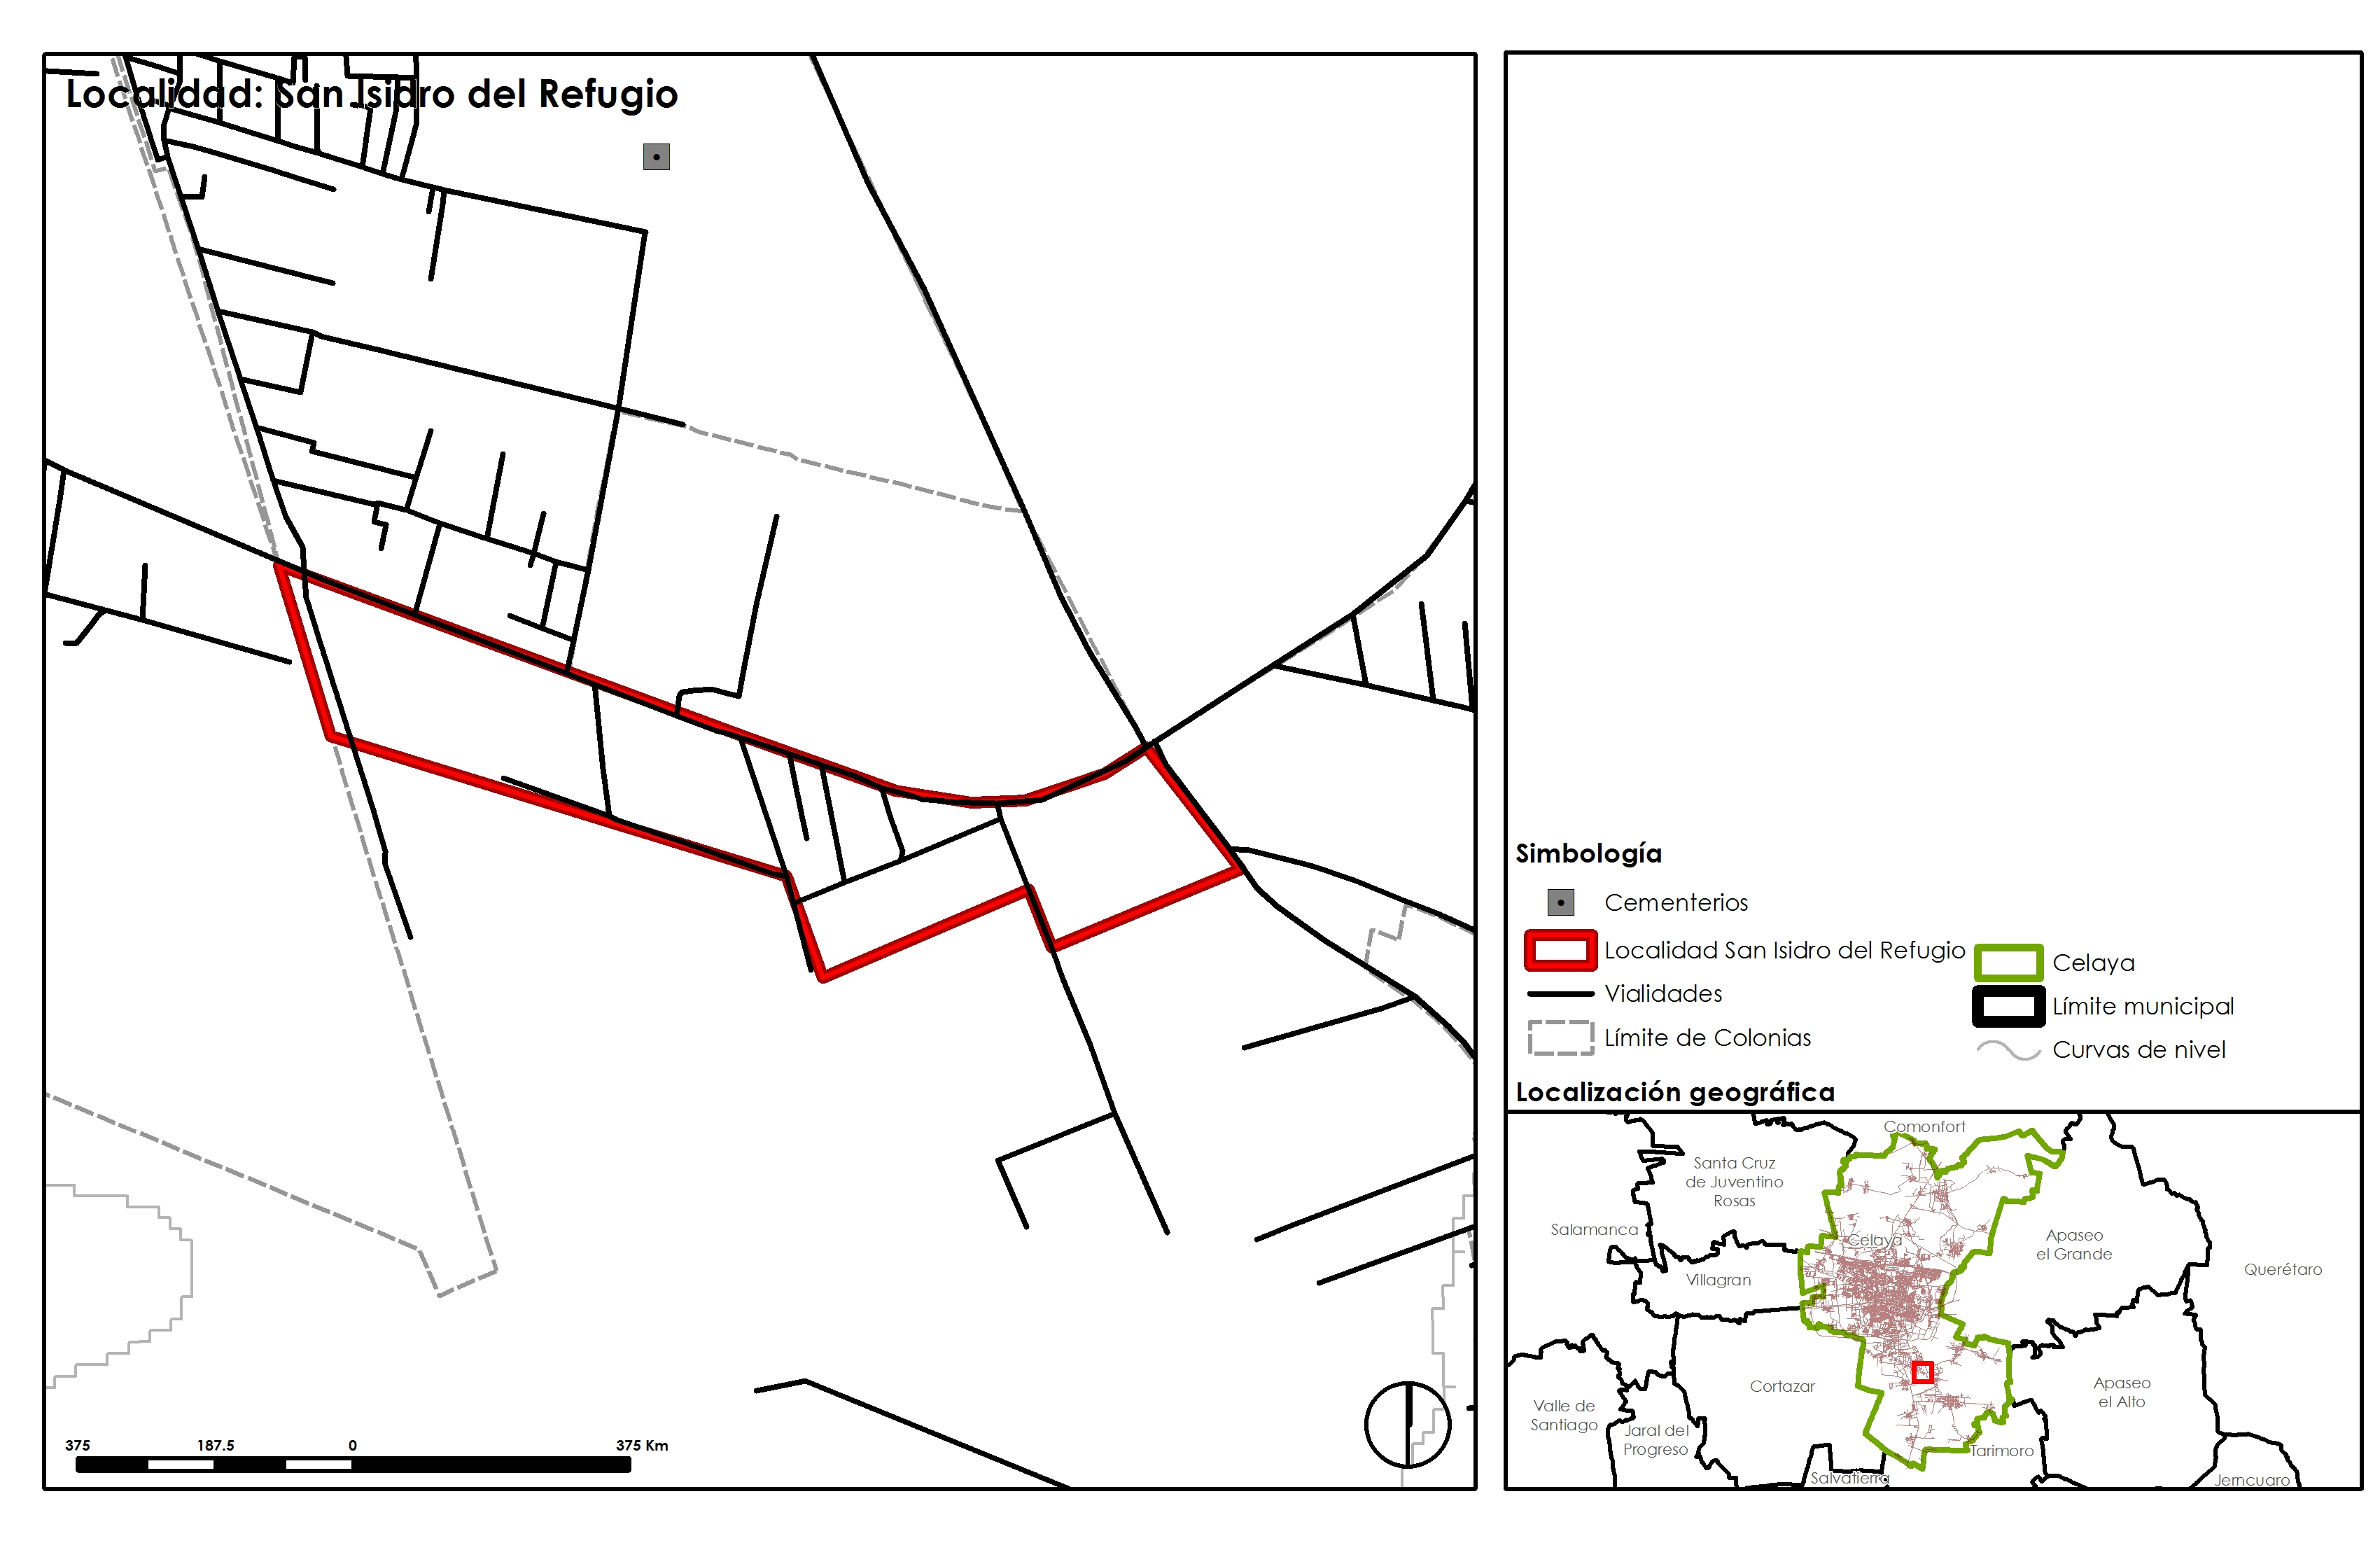 Localidad: San Isidro del Refugio
375 187.5 0 375 Km
Simbología
Cementerios
Localidad San Isidro del Refugio
Vialidades
Límite de Colonias
Celaya
Límite municipal
Curvas de nivel
Localización geográfica
Comonfort
Santa Cruz
de Juventino
Rosas
Salamanca
Celaya
Apaseo
el Grande
Querétaro
Villagran
Cortazar
Apaseo
el Alto
Valle de
Santiago
Jaral del
Progreso
Tarimoro
Salvatierra
Jerncuaro